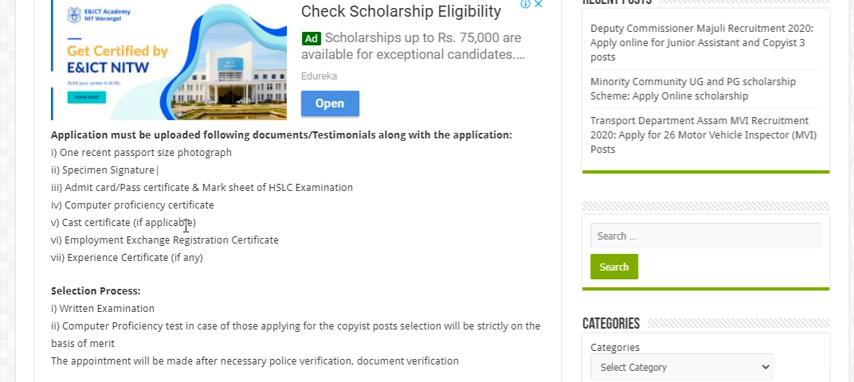 E&ICT Academy
NIT Warangal
Get Certified by
E&ICT NITW
Check Scholarship Eligibility
Ad Scholarships up to Rs. 75,000 are
available for exceptional candidates....
Edureka
Open
Application must be uploaded following documents/Testimonials along with the application:
i) One recent passport size photograph
ii) Specimen Signature
iii) Admit card/Pass certificate & Mark sheet of HSLC Examination
iv) Computer proficiency certificate
v) Cast certificate (if applicable)
vi) Employment Exchange Registration Certificate
vii) Experience Certificate (if any)
Selection Process:
i) Written Examination
ii) Computer Proficiency test in case of those applying for the copyist posts selection will be strictly on the
basis of merit
The appointment will be made after necessary police verification, document verification
RECENT POSTS
Deputy Commissioner Majuli Recruitment 2020:
Apply online for Junior Assistant and Copyist 3
posts
Minority Community UG and PG scholarship
Scheme: Apply Online scholarship
Transport Department Assam MVI Recruitment
2020: Apply for 26 Motor Vehicle Inspector (MVI)
Posts
Search ...
Search
CATEGORIES
Categories
Select Category